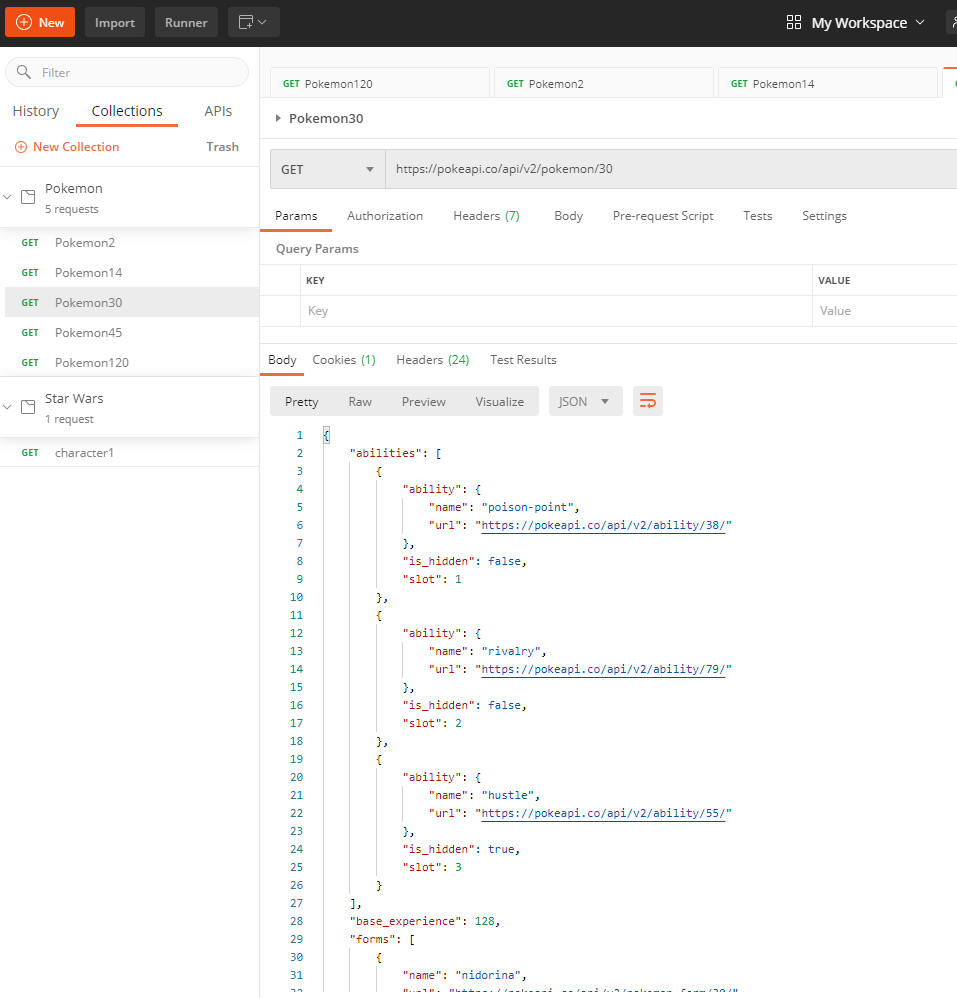 New Import Runner My Workspace
Filter
History Collections APIs
New Collection Trash
Pokemon
5 requests
GET Pokemon2
GET Pokemon14
GET Pokemon30
GET Pokemon45
GET Pokemon120
Star Wars
1 request
GET character1
GET Pokemon120 GET Pokemon2 GET Pokemon14
Pokemon30
GET https://pokeapi.co/api/v2/pokemon/30
Params Authorization Headers (7) Body Pre-request Script Tests Settings
Query Params
KEY VALUE
Key Value
Body Cookies (1) Headers (24) Test Results
Pretty Raw Preview Visualize JSON
1 {
2 "abilities": [
3 {
4 "ability": {
5 "name": "poison-point",
6 "url": "https://pokeapi.co/api/v2/ability/38/"
7 },
8 "is_hidden": false,
9 "slot": 1
10 },
11 {
12 "ability": {
13 "name": "rivalry",
14 "url": "https://pokeapi.co/api/v2/ability/79/"
15 },
16 "is_hidden": false,
17 "slot": 2
18 },
19 {
20 "ability": {
21 "name": "hustle",
22 "url": "https://pokeapi.co/api/v2/ability/55/"
23 },
24 "is_hidden": true,
25 "slot": 3
26 }
27 ],
28 "base_experience": 128,
29 "forms": [
30 {
31 "name": "nidorina",